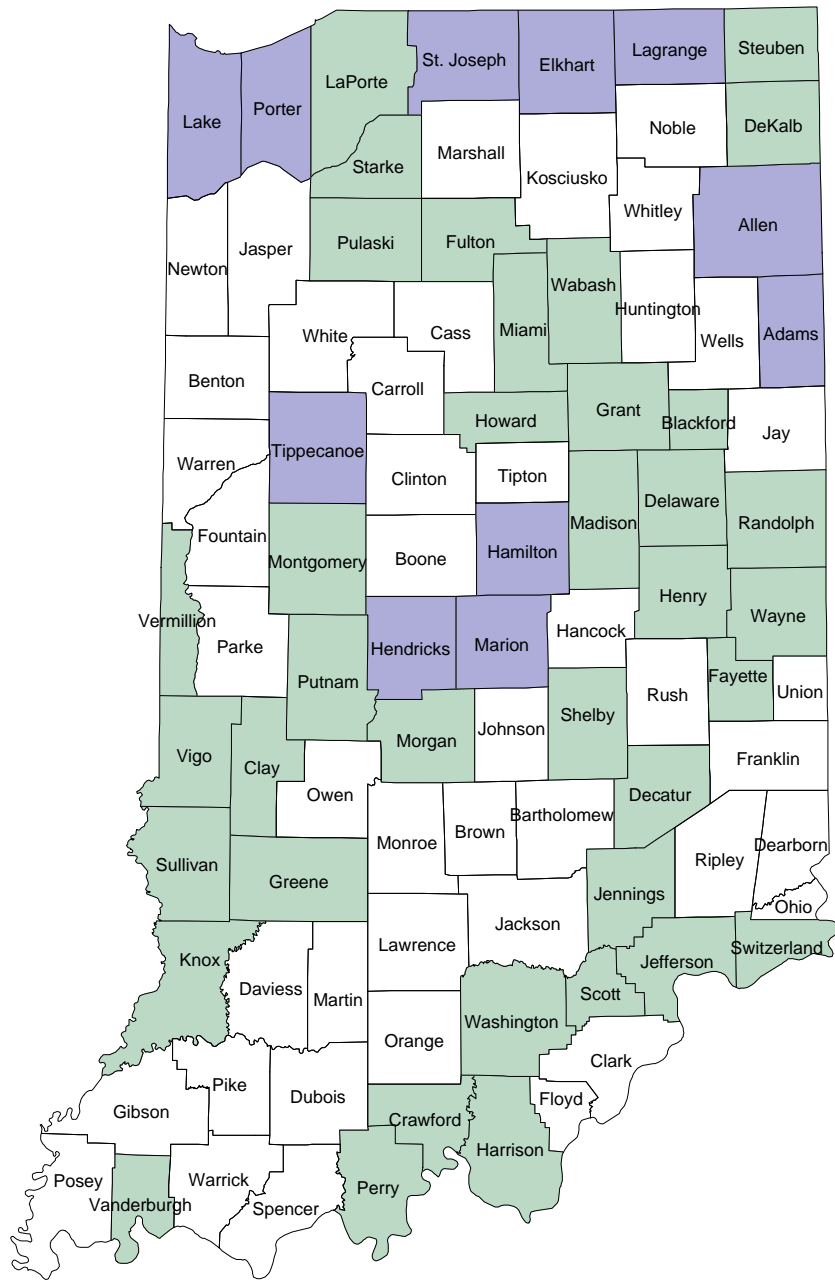 Steuben
St. Joseph
Lagrange
Elkhart
LaPorte
Porter
Lake
Noble
DeKalb
Marshall
Starke
Kosciusko
Whitley
Allen
Pulaski
Fulton
Jasper
Newton
Wabash
Huntington
Miami
White
Cass
Wells
Adams
Benton
Carroll
Grant
Howard
Blackford
Jay
Tippecanoe
Warren
Clinton
Tipton
Delaware
Madison
Randolph
Fountain
Montgomery
Boone
Hamilton
Henry
Wayne
Vermillion
Parke
Hendricks
Marion
Hancock
Fayette
Union
Putnam
Rush
Shelby
Johnson
Morgan
Vigo
Clay
Franklin
Owen
Decatur
Bartholomew
Brown
Monroe
Dearborn
Ripley
Sullivan
Greene
Jennings
Ohio
Jackson
Lawrence
Switzerland
Knox
Jefferson
Daviess
Martin
Scott
Washington
Orange
Clark
Pike
Dubois
Floyd
Gibson
Crawford
Harrison
Posey
Warrick
Perry
Vanderburgh
Spencer